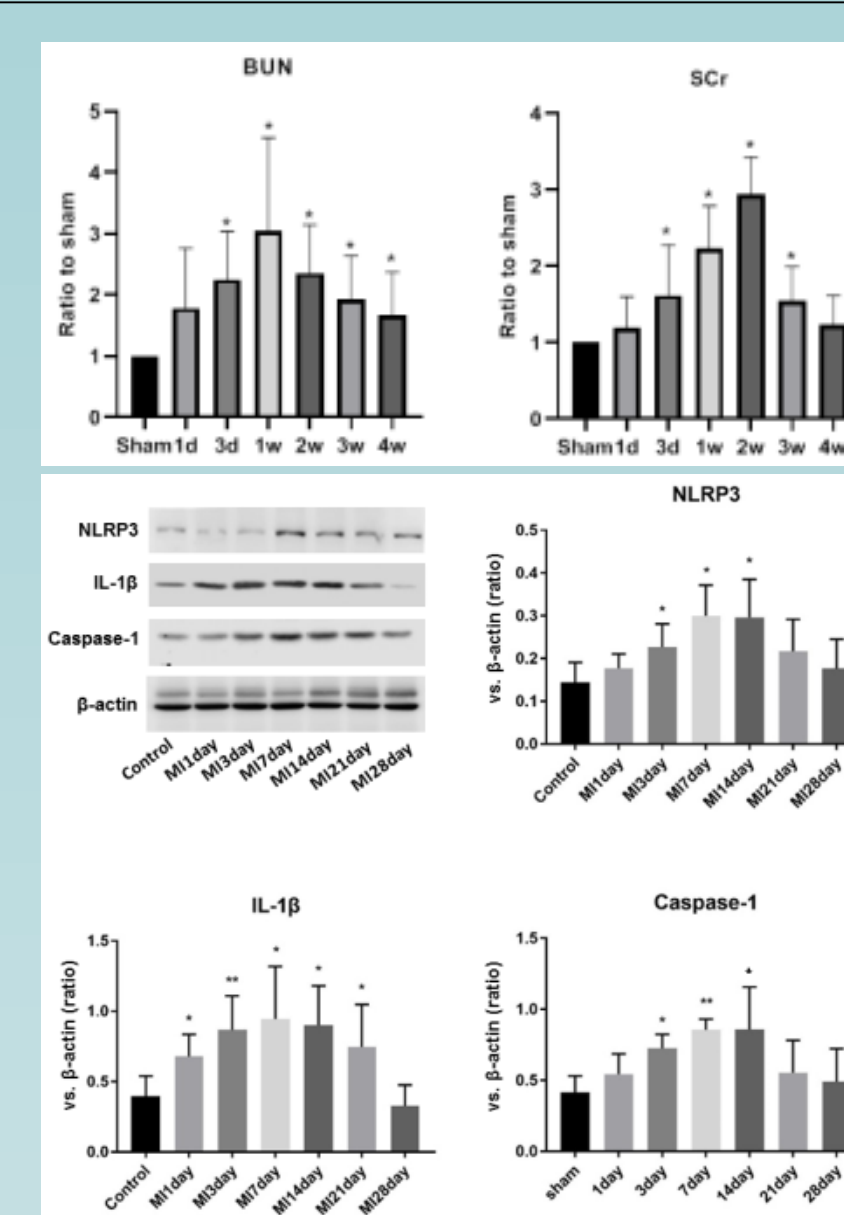 BUN
5
4
3
2
1
0
Ratio to sham
*
*
*
*
*
Sham 1d 3d 1w 2w 3w 4w
SCr
4
3
2
1
0
Ratio to sham
*
*
*
*
Sham 1d 3d 1w 2w 3w 4w
NLRP3
IL-1β
Caspase-1
β-actin
Control MI1day MI3day MI7day MI14day MI21day MI28day
NLRP3
0.5
0.4
0.3
0.2
0.1
0.0
vs. β-actin (ratio)
*
*
*
Control MI1day MI3day MI7day MI14day MI21day MI28day
IL-1β
1.5
1.0
0.5
0.0
vs. β-actin (ratio)
*
**
*
*
*
Control MI1day MI3day MI7day MI14day MI21day MI28day
Caspase-1
1.5
1.0
0.5
0.0
vs. β-actin (ratio)
*
**
*
sham 1day 3day 7day 14day 21day 28day